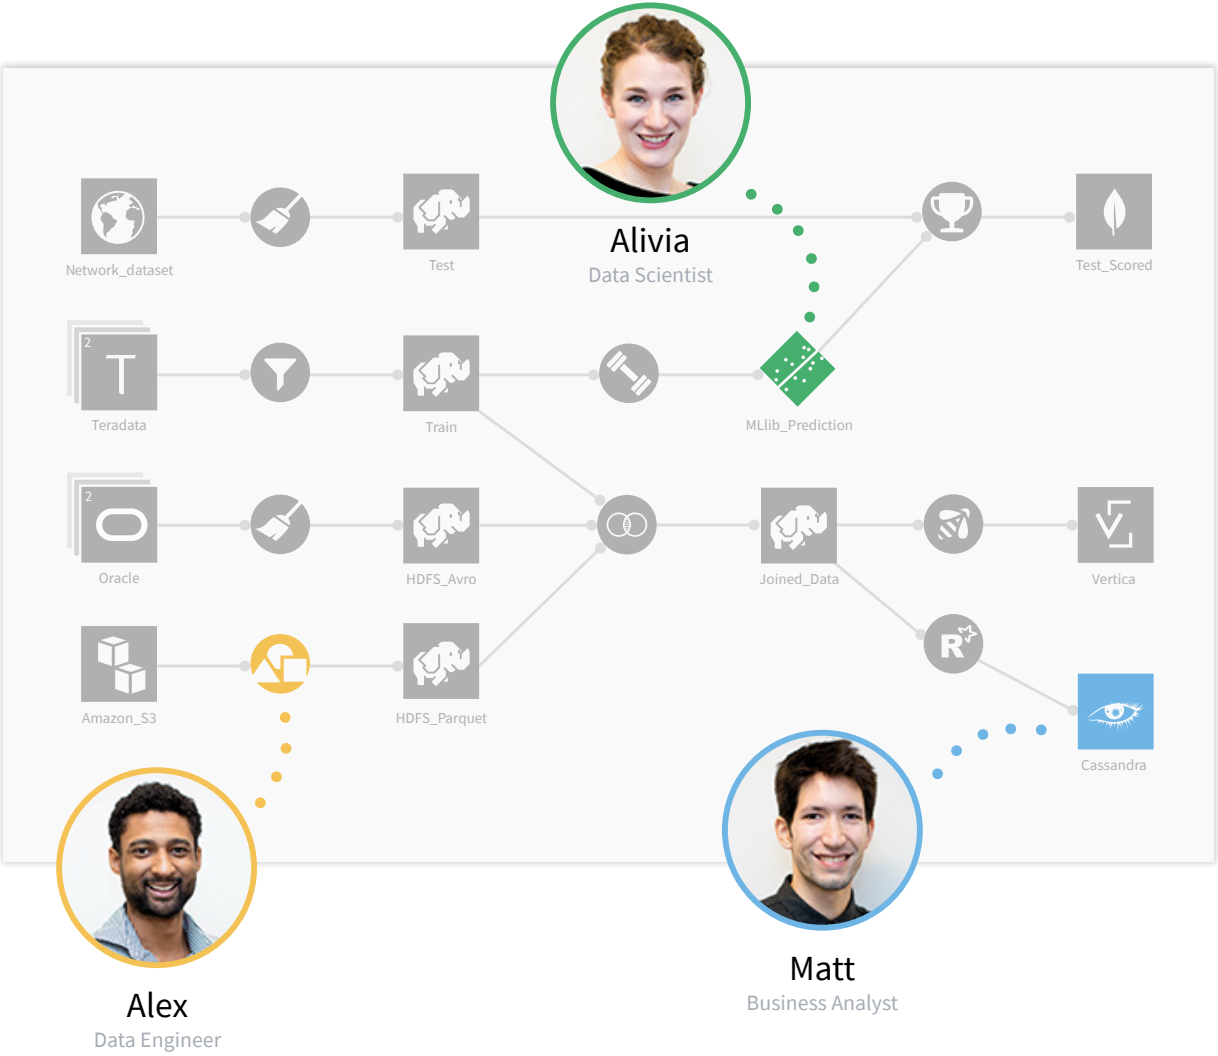 Alivia
Data Scientist
Network_dataset
Test
Test_Scored
2
T
Teradata
Train
MLlib_Prediction
2
Oracle
HDFS_Avro
Joined_Data
Vertica
R
Amazon_S3
HDFS_Parquet
Cassandra
Matt
Business Analyst
Alex
Data Engineer